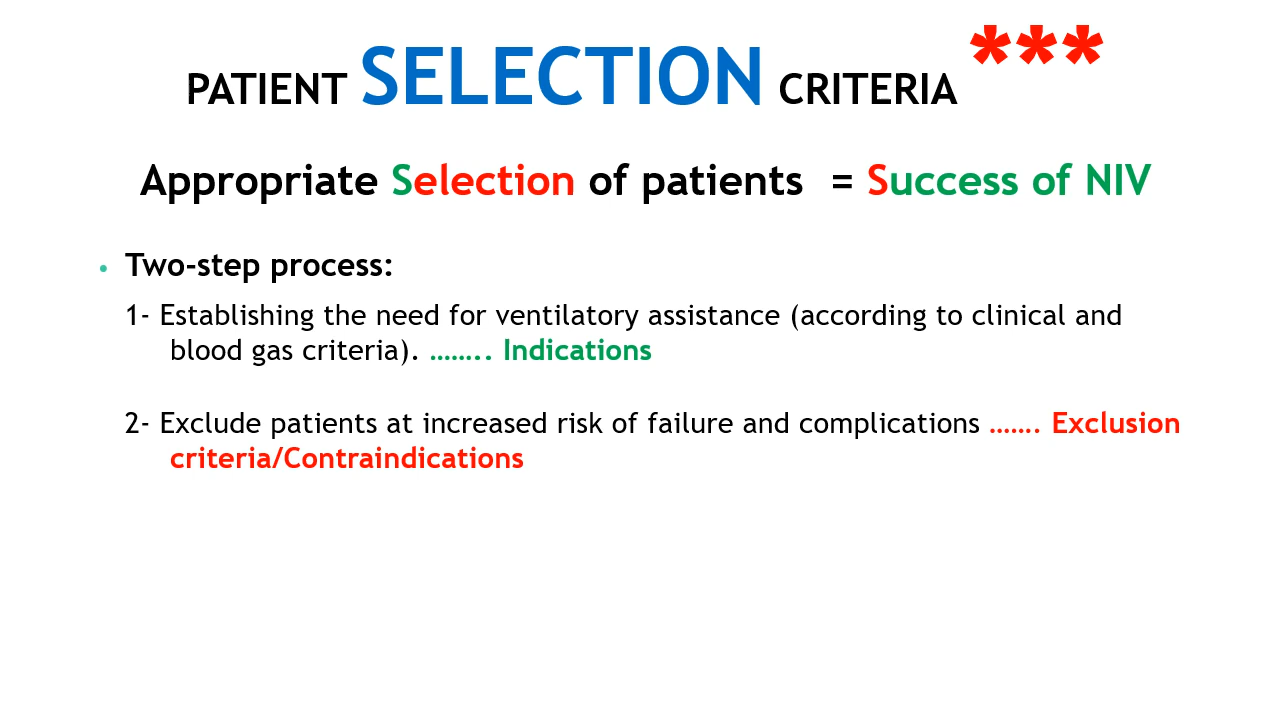 PATIENT SELECTION CRITERIA ***
Appropriate Selection of patients = Success of NIV
• Two-step process:
1- Establishing the need for ventilatory assistance (according to clinical and
blood gas criteria). …….. Indications
2- Exclude patients at increased risk of failure and complications ……. Exclusion
criteria/Contraindications